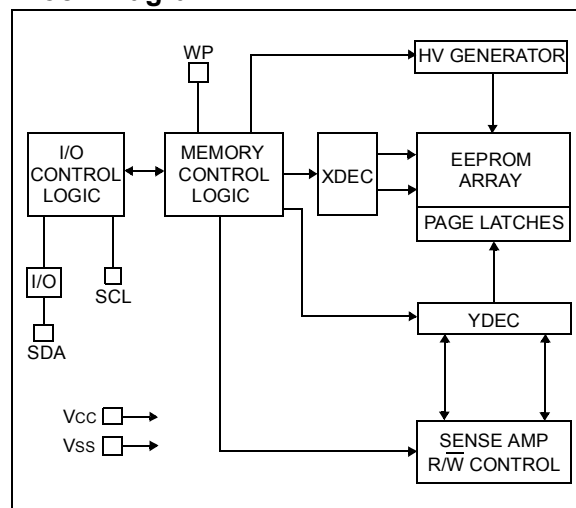 WP
HV GENERATOR
I/O
CONTROL
LOGIC
MEMORY
CONTROL
LOGIC
XDEC
EEPROM
ARRAY
PAGE LATCHES
I/O
SCL
SDA
YDEC
VCC
VSS
SENSE AMP
R/W̅ CONTROL